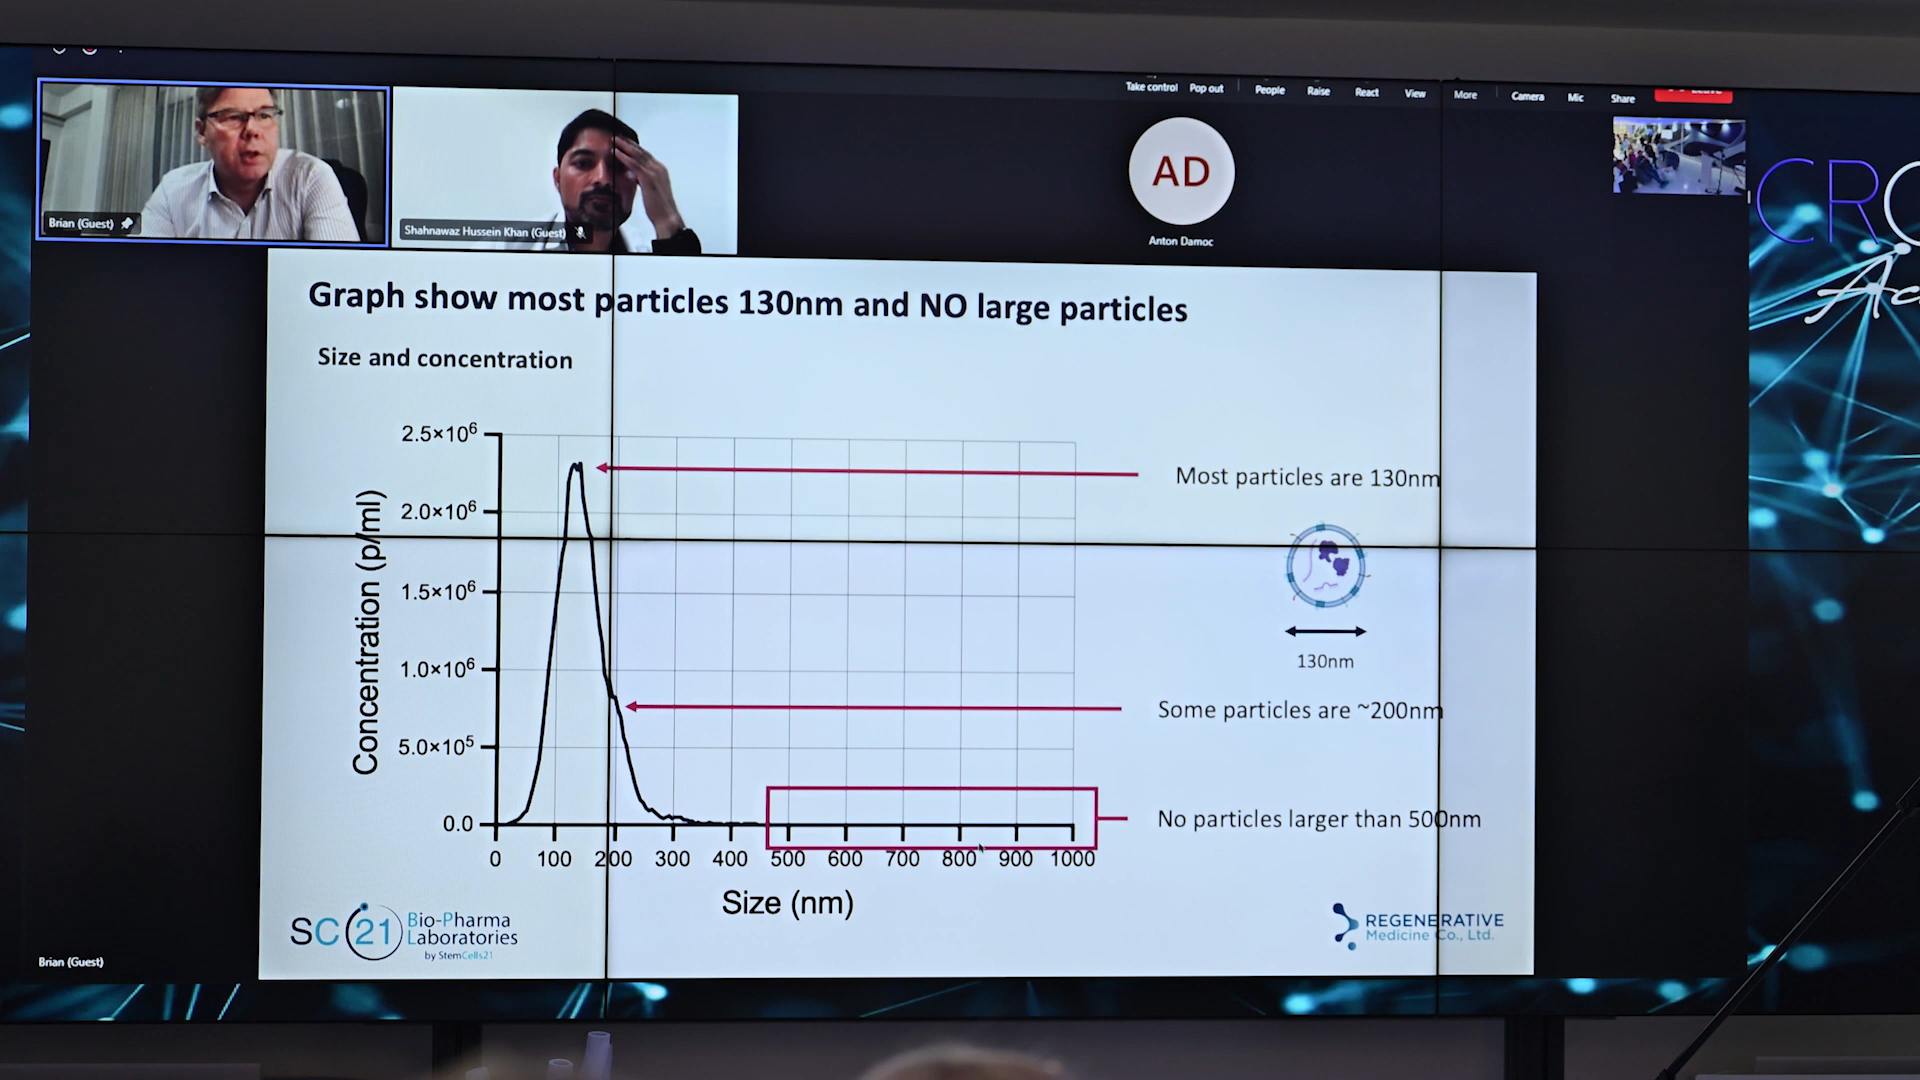 Take control Pop out People Raise React View More Camera Mic Share
Brian (Guest)
Shahnawaz Hussein Khan (Guest)
AD
Anton Damoc
Graph show most particles 130nm and NO large particles
Size and concentration
Concentration (p/ml)
2.5×10⁶
2.0×10⁶
1.5×10⁶
1.0×10⁶
5.0×10⁵
0.0
0 100 200 300 400 500 600 700 800 900 1000
Size (nm)
Most particles are 130nm
130nm
Some particles are ~200nm
No particles larger than 500nm
SC21 Bio-Pharma
Laboratories
by StemCells21
REGENERATIVE
Medicine Co., Ltd.
Brian (Guest)